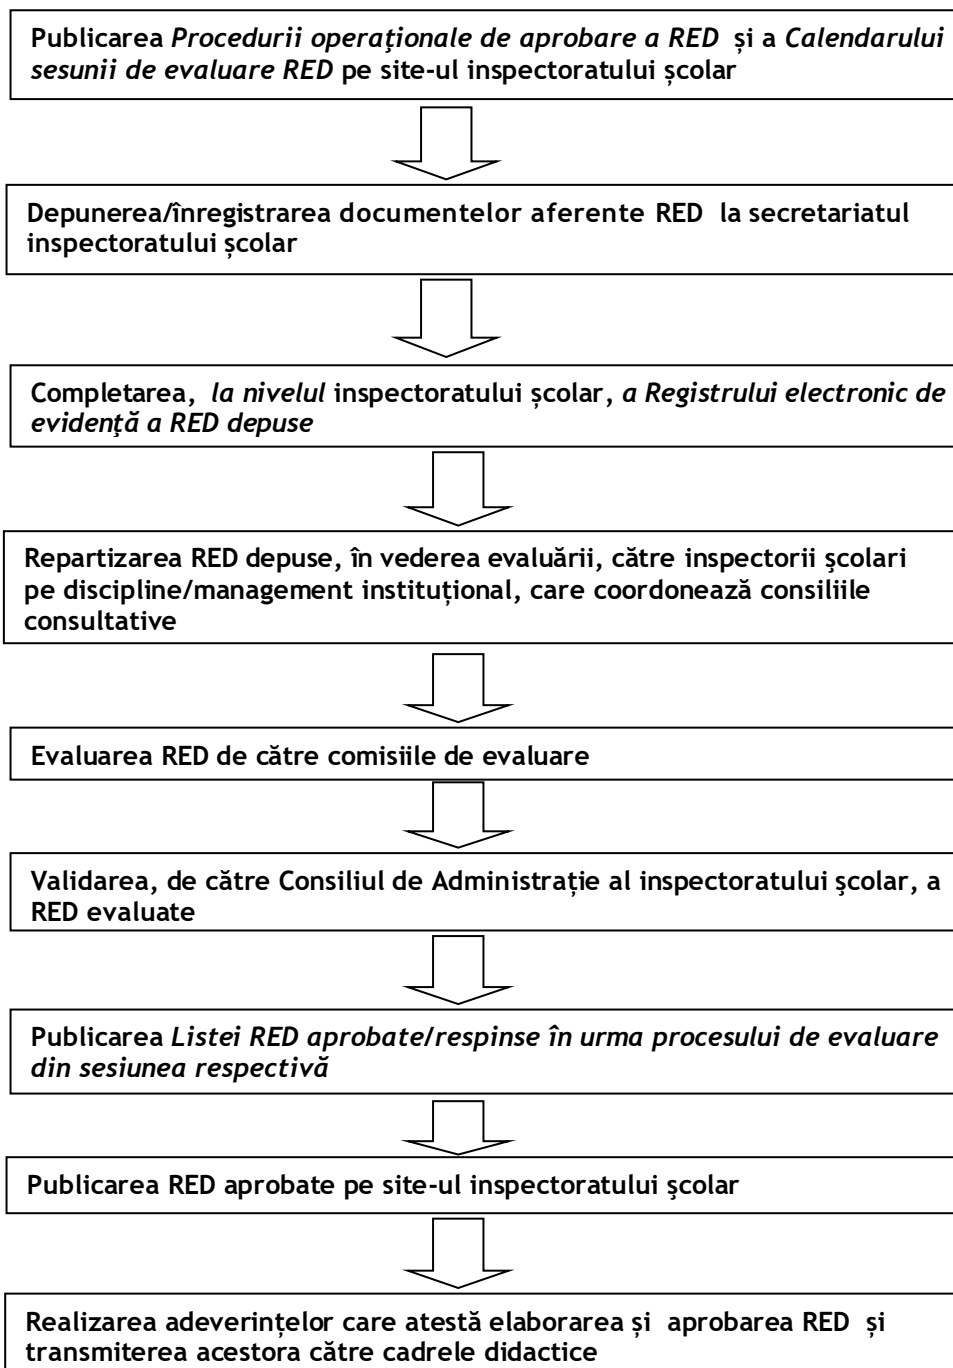 Publicarea Procedurii operaţionale de aprobare a RED și a Calendarului
sesunii de evaluare RED pe site-ul inspectoratului școlar
Depunerea/înregistrarea documentelor aferente RED la secretariatul
inspectoratului școlar
Completarea, la nivelul inspectoratului școlar, a Registrului electronic de
evidenţă a RED depuse
Repartizarea RED depuse, în vederea evaluării, către inspectorii şcolari
pe discipline/management instituțional, care coordonează consiliile
consultative
Evaluarea RED de către comisiile de evaluare
Validarea, de către Consiliul de Administrație al inspectoratului şcolar, a
RED evaluate
Publicarea Listei RED aprobate/respinse în urma procesului de evaluare
din sesiunea respectivă
Publicarea RED aprobate pe site-ul inspectoratului şcolar
Realizarea adeverințelor care atestă elaborarea și aprobarea RED și
transmiterea acestora către cadrele didactice